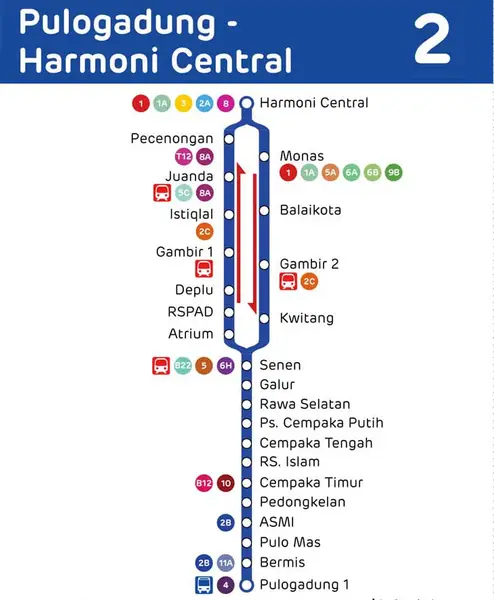 Pulogadung -
Harmoni Central
2
1 1A 3 2A 8 Harmoni Central
Pecenongan
T12 8A
Monas
1 1A 5A 6A 6B 9B
Juanda
5C 8A
Istiqlal
2C
Balaikota
Gambir 1
Gambir 2
2C
Deplu
RSPAD
Kwitang
Atrium
B22 5 6H Senen
Galur
Rawa Selatan
Ps. Cempaka Putih
Cempaka Tengah
RS. Islam
B12 10 Cempaka Timur
Pedongkelan
2B ASMI
Pulo Mas
2B 11A Bermis
4 Pulogadung 1